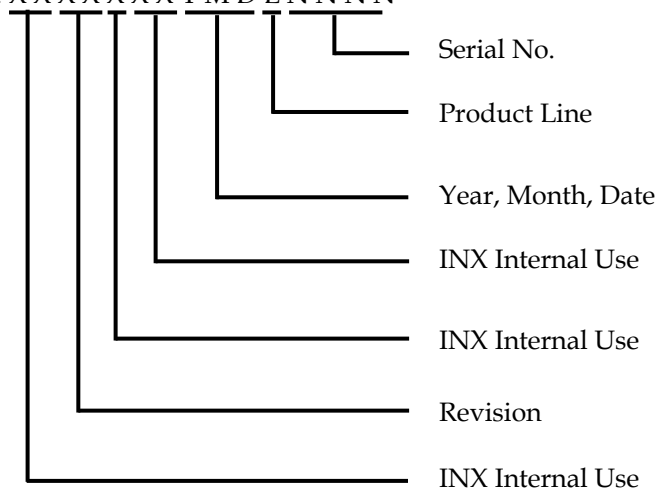 Serial No.
Product Line
Year, Month, Date
INX Internal Use
INX Internal Use
Revision
INX Internal Use